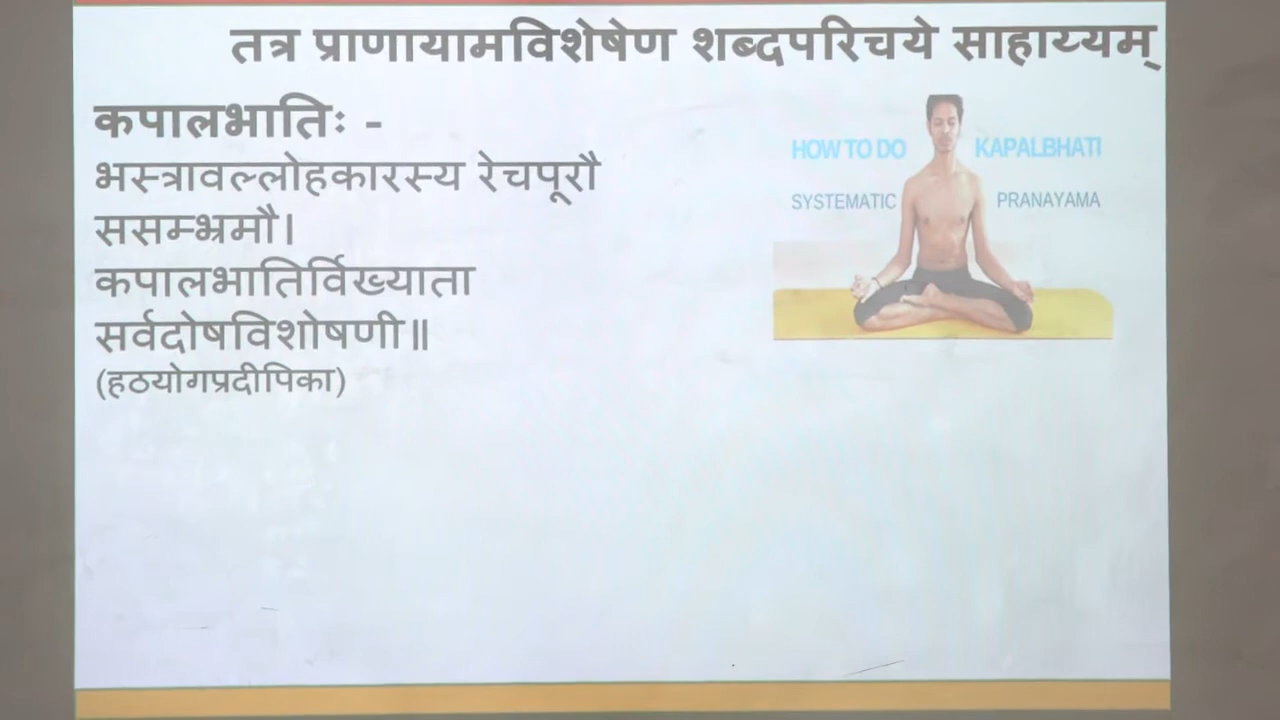 तत्र प्राणायामविशेषेण शब्दपरिचये साहाय्यम्
कपालभातिः -
भस्त्रावल्लोहकारस्य रेचपूरौ
ससम्भ्रमौ।
कपालभातिर्विख्याता
सर्वदोषविशोषणी॥
(हठयोगप्रदीपिका)
HOW TO DO KAPALBHATI
SYSTEMATIC PRANAYAMA